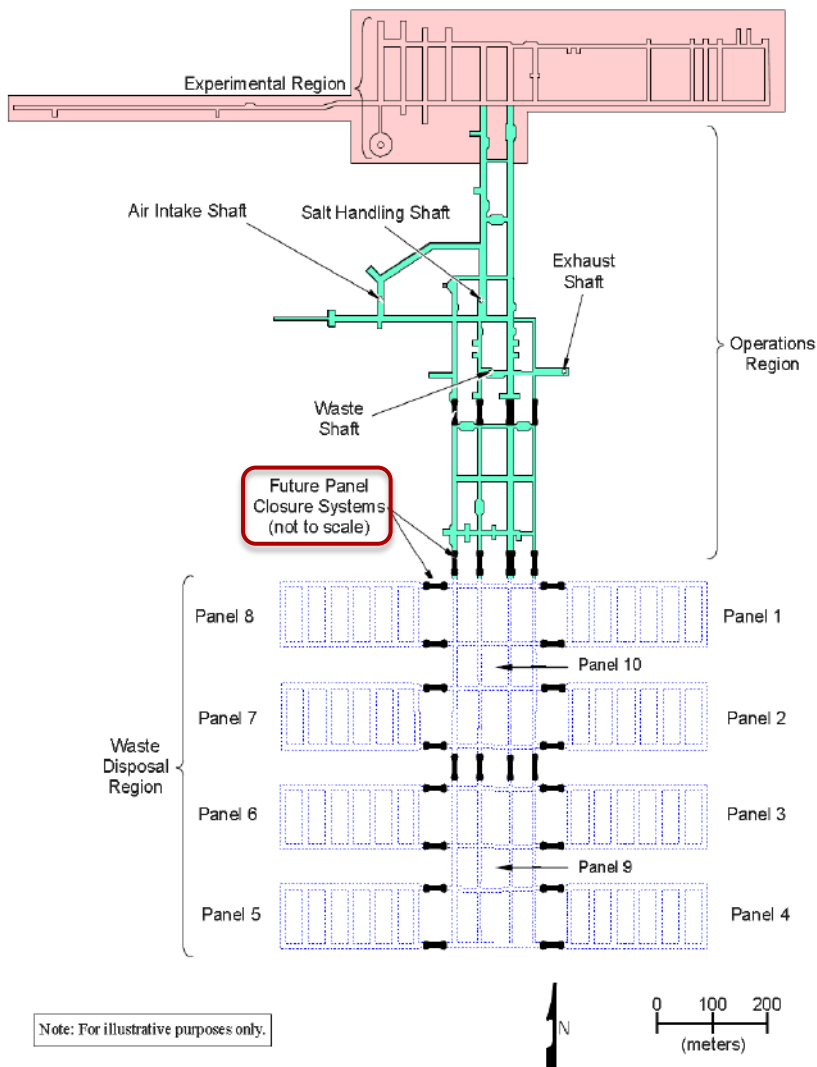 Experimental Region
Air Intake Shaft
Salt Handling Shaft
Exhaust
Shaft
Operations
Region
Waste
Shaft
Future Panel
Closure Systems
(not to scale)
Panel 8
Panel 1
Panel 10
Panel 7
Panel 2
Waste
Disposal
Region
Panel 6
Panel 3
Panel 9
Panel 5
Panel 4
Note: For illustrative purposes only.
N
0 100 200
(meters)